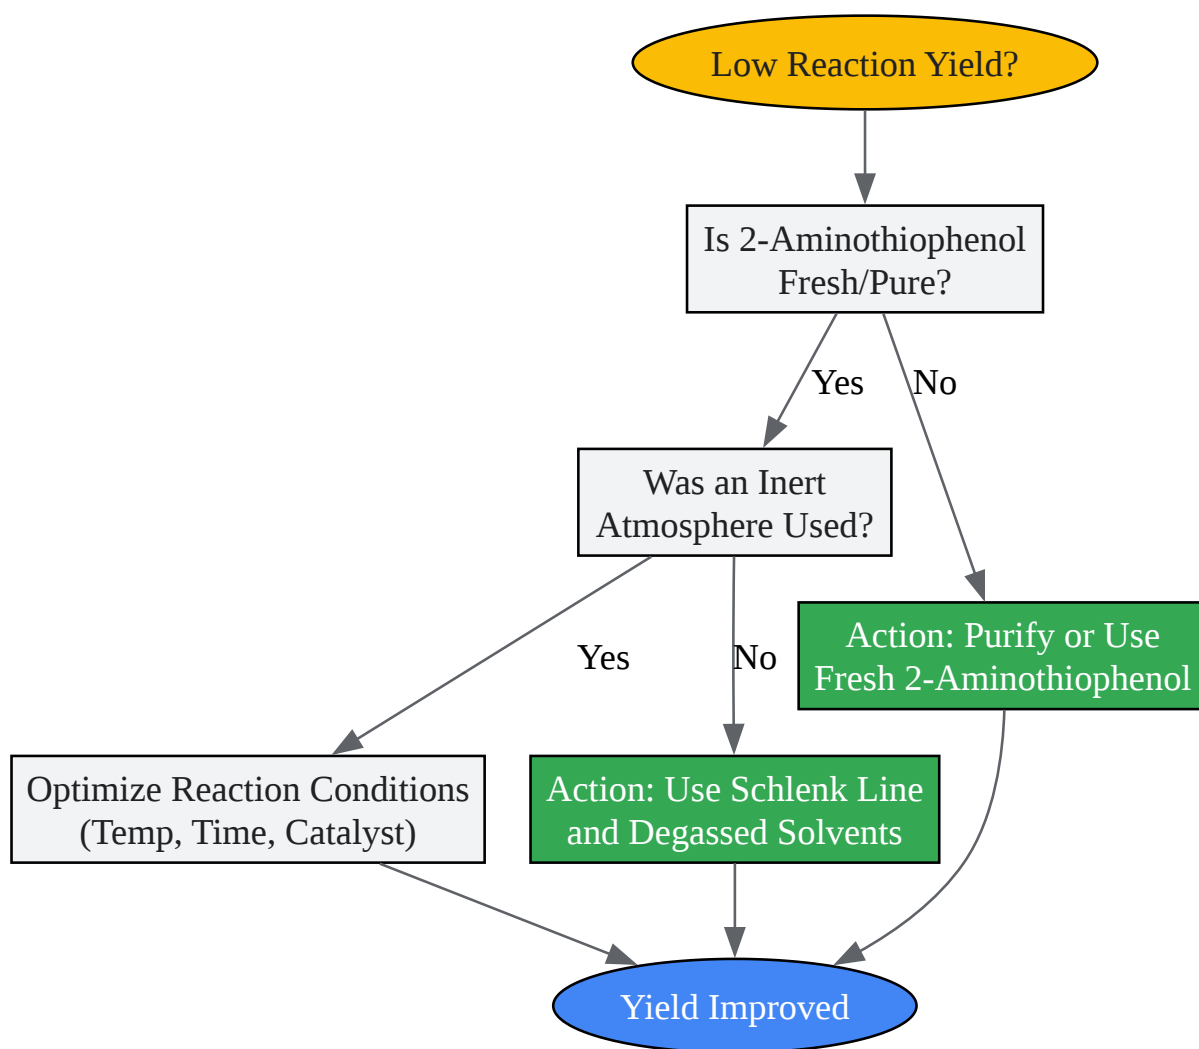 Low Reaction Yield?
Is 2-Aminothiophenol
Fresh/Pure?
Yes
No
Was an Inert
Atmosphere Used?
Yes
No
Action: Purify or Use
Fresh 2-Aminothiophenol
Optimize Reaction Conditions
(Temp, Time, Catalyst)
Action: Use Schlenk Line
and Degassed Solvents
Yield Improved